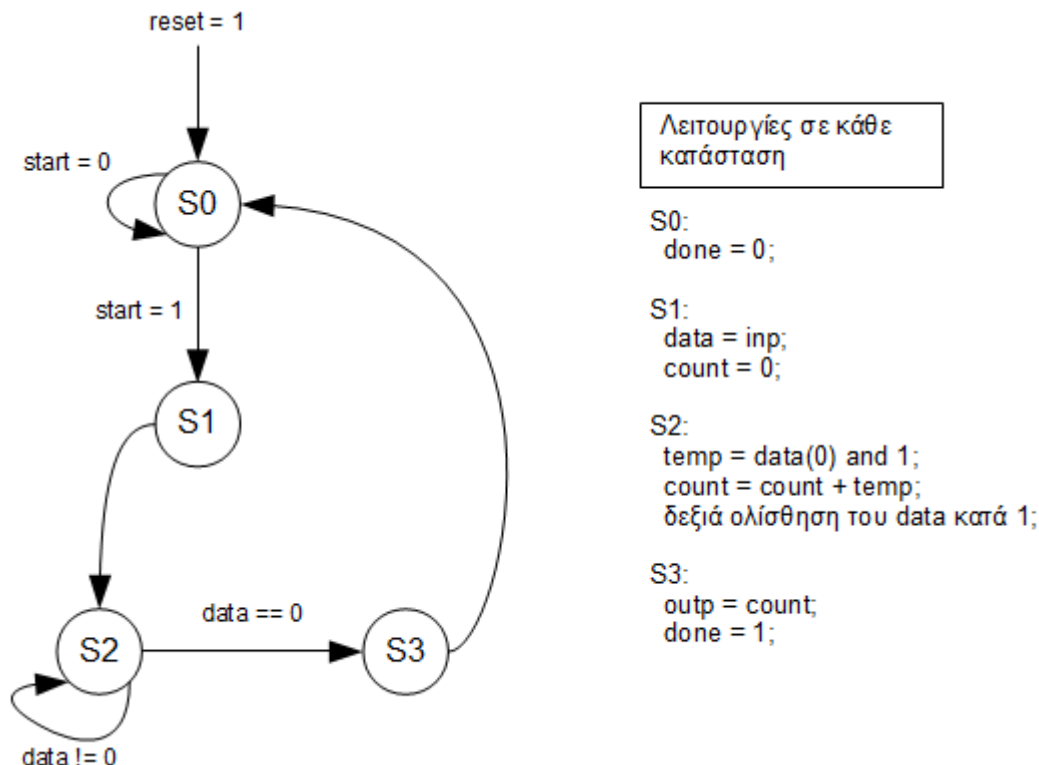 reset = 1
start = 0
S0
start = 1
S1
S2
data == 0
S3
data != 0
Λειτουργίες σε κάθε
κατάσταση
S0:
done = 0;
S1:
data = inp;
count = 0;
S2:
temp = data(0) and 1;
count = count + temp;
δεξιά ολίσθηση του data κατά 1;
S3:
outp = count;
done = 1;